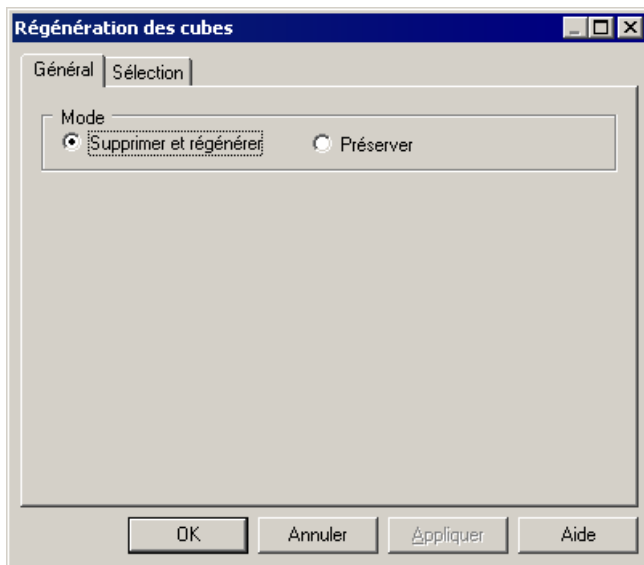 Régénération des cubes
Général Sélection
Mode
Supprimer et régénérer Préserver
OK Annuler Appliquer Aide